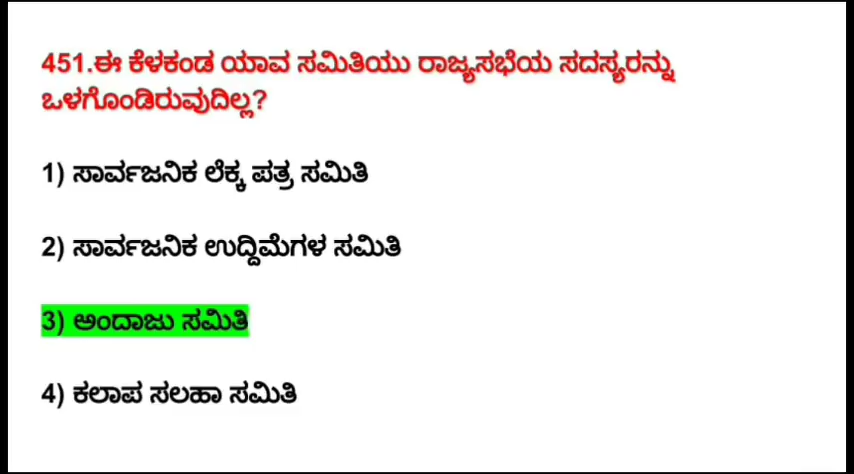 451.ಈ ಕೆಳಕಂಡ ಯಾವ ಸಮಿತಿಯು ರಾಜ್ಯಸಭೆಯ ಸದಸ್ಯರನ್ನು
ಒಳಗೊಂಡಿರುವುದಿಲ್ಲ?
1) ಸಾರ್ವಜನಿಕ ಲೆಕ್ಕ ಪತ್ರ ಸಮಿತಿ
2) ಸಾರ್ವಜನಿಕ ಉದ್ದಿಮೆಗಳ ಸಮಿತಿ
3) ಅಂದಾಜು ಸಮಿತಿ
4) ಕಲಾಪ ಸಲಹಾ ಸಮಿತಿ